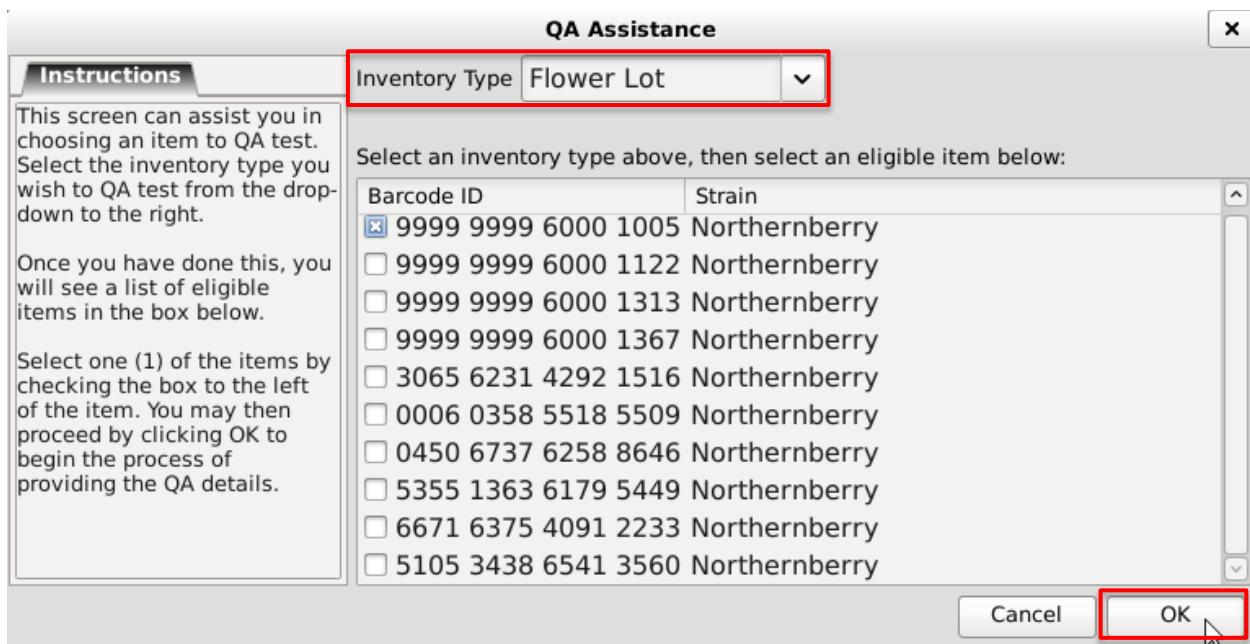 QA Assistance
Instructions
This screen can assist you in
choosing an item to QA test.
Select the inventory type you
wish to QA test from the drop-
down to the right.
Once you have done this, you
will see a list of eligible
items in the box below.
Select one (1) of the items by
checking the box to the left
of the item. You may then
proceed by clicking OK to
begin the process of
providing the QA details.
Inventory Type Flower Lot
Select an inventory type above, then select an eligible item below:
Barcode ID Strain
9999 9999 6000 1005 Northernberry
9999 9999 6000 1122 Northernberry
9999 9999 6000 1313 Northernberry
9999 9999 6000 1367 Northernberry
3065 6231 4292 1516 Northernberry
0006 0358 5518 5509 Northernberry
0450 6737 6258 8646 Northernberry
5355 1363 6179 5449 Northernberry
6671 6375 4091 2233 Northernberry
5105 3438 6541 3560 Northernberry
Cancel OK